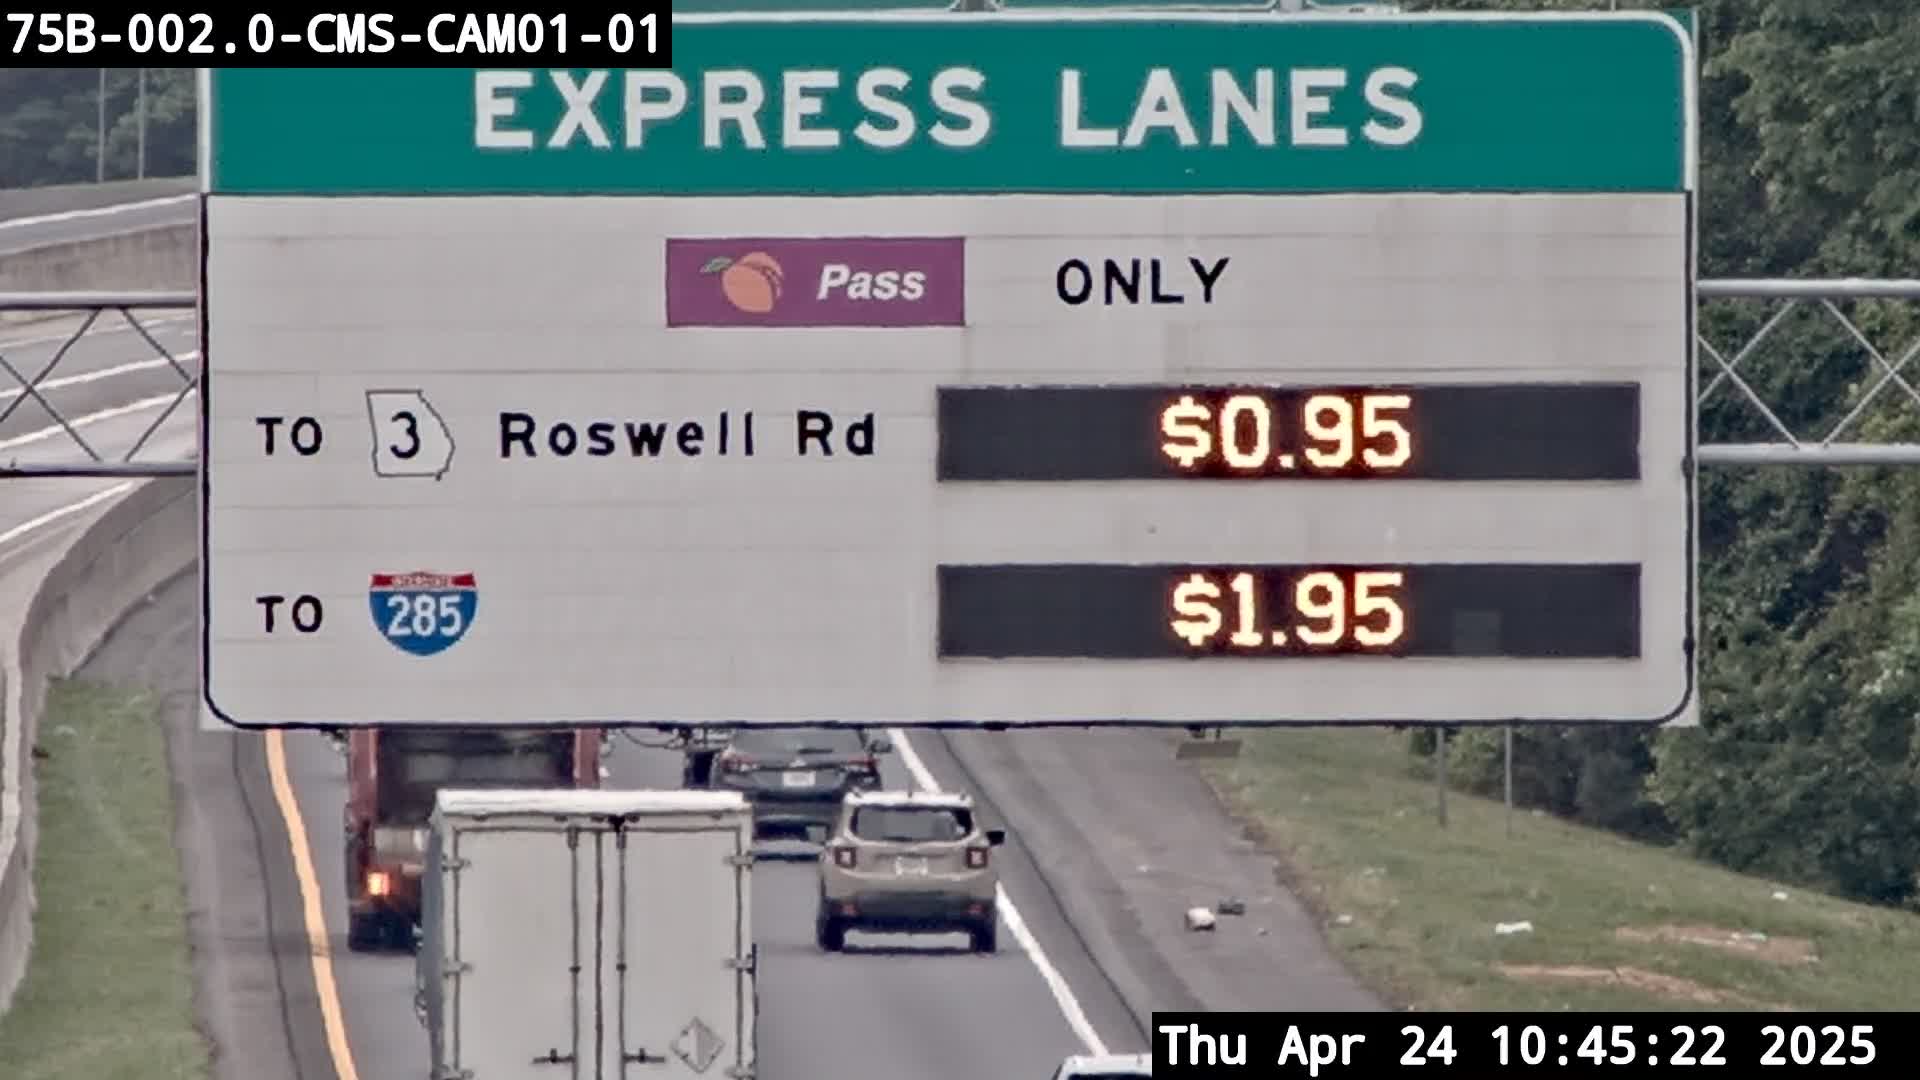 75B-002.0-CMS-CAM01-01
EXPRESS LANES
Pass ONLY
TO 3 Roswell Rd $0.95
TO INTERSTATE 285 $1.95
Thu Apr 24 10:45:22 2025